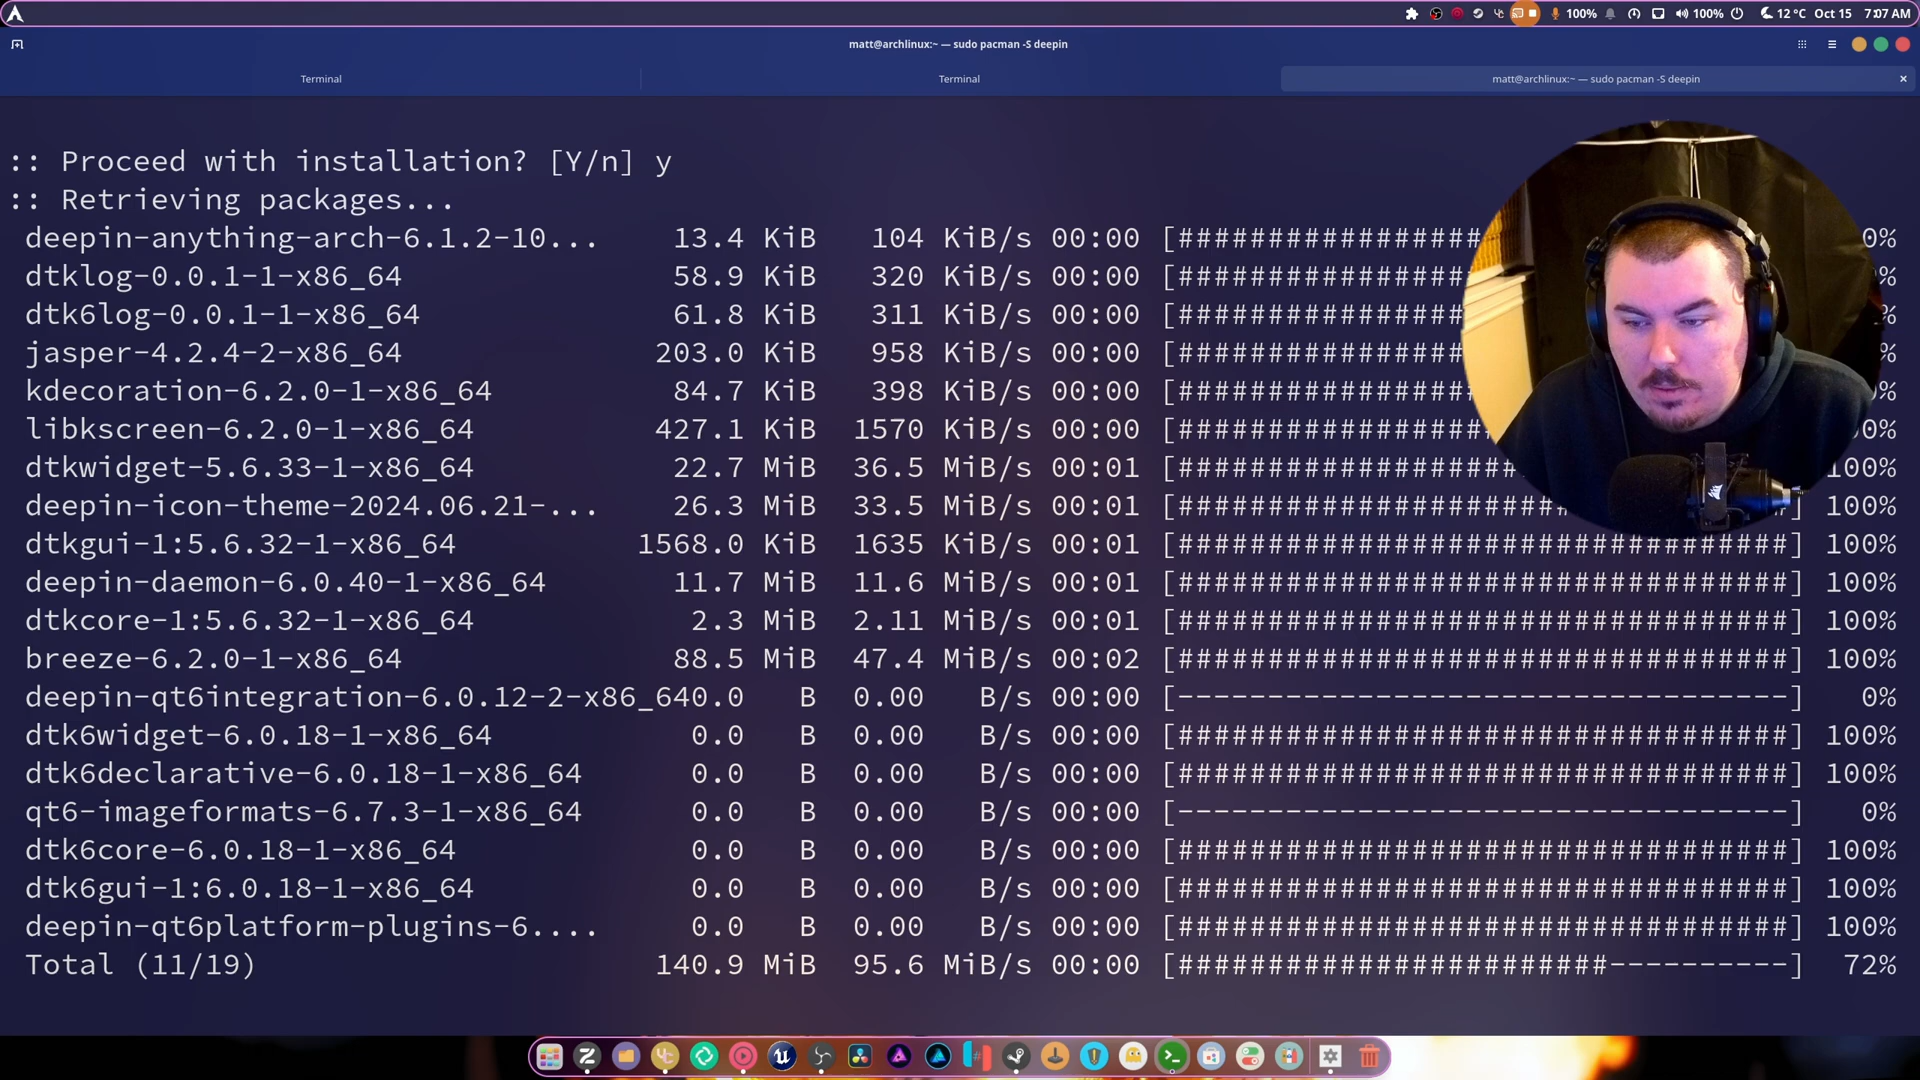 100%
100%
12 °C
Oct 15
7:07 AM
matt@archlinux:~ — sudo pacman -S deepin
Terminal
Terminal
matt@archlinux:~ — sudo pacman -S deepin
:: Proceed with installation? [Y/n] y
:: Retrieving packages...
deepin-anything-arch-6.1.2-10... 13.4 KiB 104 KiB/s 00:00 [################# 0%
dtklog-0.0.1-1-x86_64 58.9 KiB 320 KiB/s 00:00 [################ %
dtk6log-0.0.1-1-x86_64 61.8 KiB 311 KiB/s 00:00 [################
jasper-4.2.4-2-x86_64 203.0 KiB 958 KiB/s 00:00 [################
kdecoration-6.2.0-1-x86_64 84.7 KiB 398 KiB/s 00:00 [################# 0%
libkscreen-6.2.0-1-x86_64 427.1 KiB 1570 KiB/s 00:00 [################# 00%
dtkwidget-5.6.33-1-x86_64 22.7 MiB 36.5 MiB/s 00:01 [################### 100%
deepin-icon-theme-2024.06.21-... 26.3 MiB 33.5 MiB/s 00:01 [###################### ] 100%
dtkgui-1:5.6.32-1-x86_64 1568.0 KiB 1635 KiB/s 00:01 [##################################] 100%
deepin-daemon-6.0.40-1-x86_64 11.7 MiB 11.6 MiB/s 00:01 [##################################] 100%
dtkcore-1:5.6.32-1-x86_64 2.3 MiB 2.11 MiB/s 00:01 [##################################] 100%
breeze-6.2.0-1-x86_64 88.5 MiB 47.4 MiB/s 00:02 [##################################] 100%
deepin-qt6integration-6.0.12-2-x86_640.0 B 0.00 B/s 00:00 [----------------------------------] 0%
dtk6widget-6.0.18-1-x86_64 0.0 B 0.00 B/s 00:00 [##################################] 100%
dtk6declarative-6.0.18-1-x86_64 0.0 B 0.00 B/s 00:00 [##################################] 100%
qt6-imageformats-6.7.3-1-x86_64 0.0 B 0.00 B/s 00:00 [----------------------------------] 0%
dtk6core-6.0.18-1-x86_64 0.0 B 0.00 B/s 00:00 [##################################] 100%
dtk6gui-1:6.0.18-1-x86_64 0.0 B 0.00 B/s 00:00 [##################################] 100%
deepin-qt6platform-plugins-6.... 0.0 B 0.00 B/s 00:00 [##################################] 100%
Total (11/19) 140.9 MiB 95.6 MiB/s 00:00 [########################----------] 72%